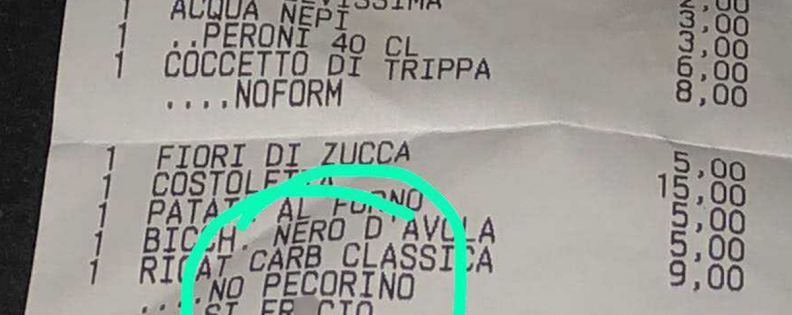 1 ACQUA NEPI 3,00
1 ..PERONI 40 CL 3,00
1 COCCETTO DI TRIPPA 6,00
....NOFORM 8,00
1 FIORI DI ZUCCA 5,00
1 COSTOLETTA 15,00
1 AL FORNO 5,00
1 BICCH. NERO D'AVOLA 5,00
1 RIGAT CARB CLASSICA 9,00
....NO PECORINO